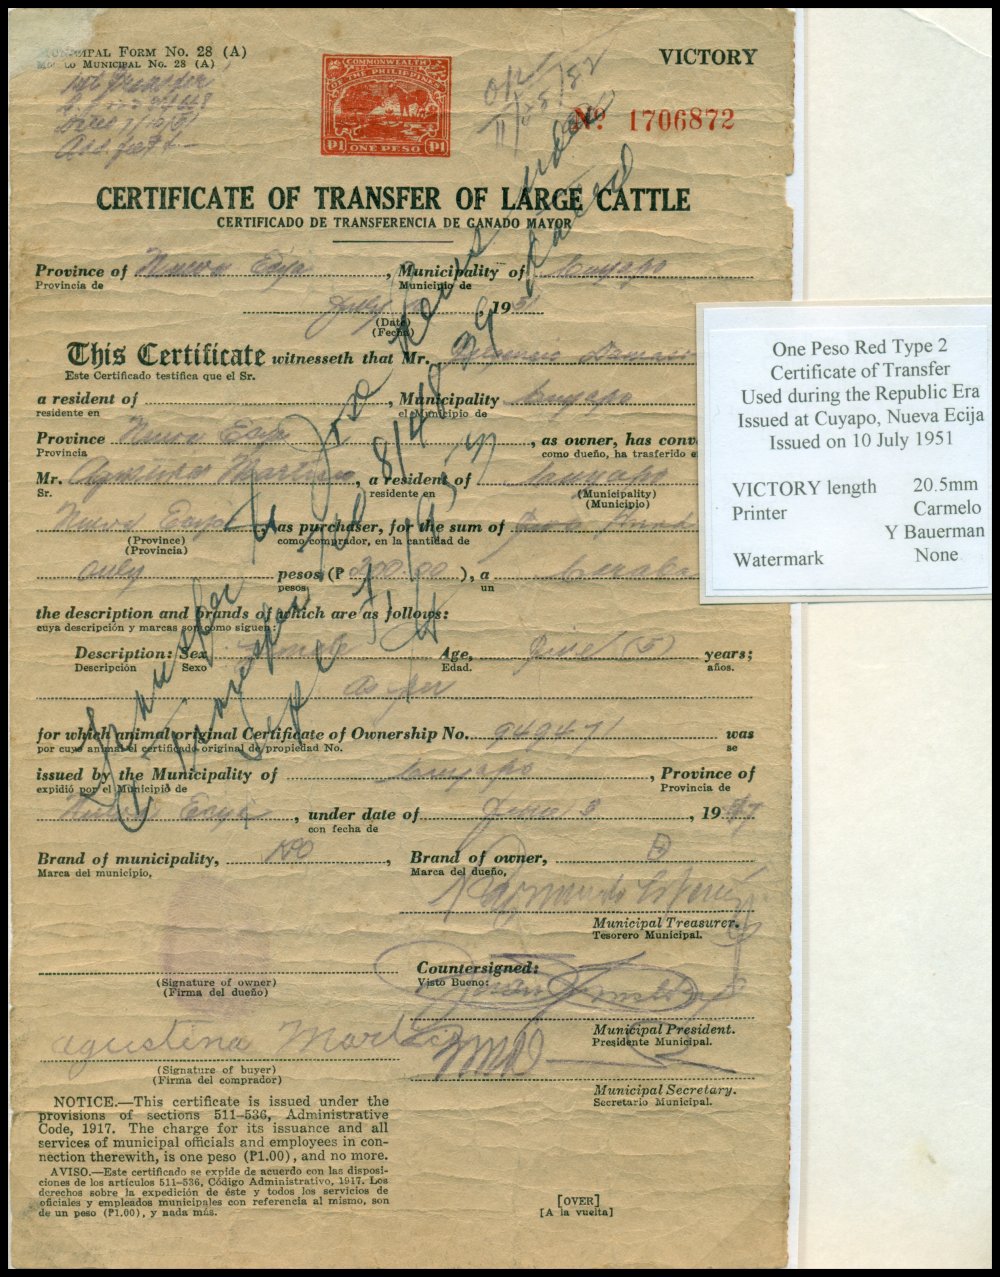 MUNICIPAL FORM No. 28 (A)
MUNICIPAL No. 28 (A)
VICTORY
COMMONWEALTH
OF THE PHILIPPINES
₱1 ONE PESO ₱1
No. 1706872
CERTIFICATE OF TRANSFER OF LARGE CATTLE
CERTIFICADO DE TRANSFERENCIA DE GANADO MAYOR
Province of Nueva Ecija, Municipality of Cuyapo
Provincia de Municipio de
July 10, 1951
(Date)
(Fecha)
This Certificate witnesseth that Mr.
Este Certificado testifica que el Sr.
a resident of , Municipality Cuyapo
residente en el Municipio de
Province Nueva Ecija, as owner, has conv
Provincia como dueño, ha trasferido
Mr. Agustina Martin, a resident of Cuyapo
Sr. residente en (Municipality)
(Municipio)
Nueva Ecija as purchaser, for the sum of Two Hund
(Province) como comprador, en la cantidad de
(Provincia)
only pesos (₱ 200.00), a
pesos un
the description and brands of which are as follows:
cuya descripción y marcas son como sigue:
Description: Sex Female Age, Five (5) years;
Descripción Sexo Edad. años.
As per
for which animal original Certificate of Ownership No. 949471 was
por cuyo animal el certificado original de propiedad No. se
issued by the Municipality of Cuyapo, Province of
expidió por el Municipio de Provincia de
Nueva Ecija, under date of June 3, 1947
con fecha de
Brand of municipality, , Brand of owner,
Marca del municipio, Marca del dueño,
Municipal Treasurer.
Tesorero Municipal.
(Signature of owner)
(Firma del dueño)
Countersigned:
Visto Bueno:
Municipal President.
Presidente Municipal.
Agustina Martin
(Signature of buyer)
(Firma del comprador)
Municipal Secretary.
Secretario Municipal.
NOTICE.—This certificate is issued under the
provisions of sections 511-536, Administrative
Code, 1917. The charge for its issuance and all
services of municipal officials and employees in con-
nection therewith, is one peso (₱1.00), and no more.
AVISO.—Este certificado se expide de acuerdo con las disposi-
ciones de los artículos 511-536, Código Administrativo, 1917. Los
derechos sobre la expedición de éste y todos los servicios de
oficiales y empleados municipales con referencia al mismo, son
de un peso (₱1.00), y nada más.
[OVER]
[A la vuelta]
Transfer to Jose under
One Peso Red Type 2
Certificate of Transfer
Used during the Republic Era
Issued at Cuyapo, Nueva Ecija
Issued on 10 July 1951
VICTORY length 20.5mm
Printer Carmelo
Y Bauerman
Watermark None